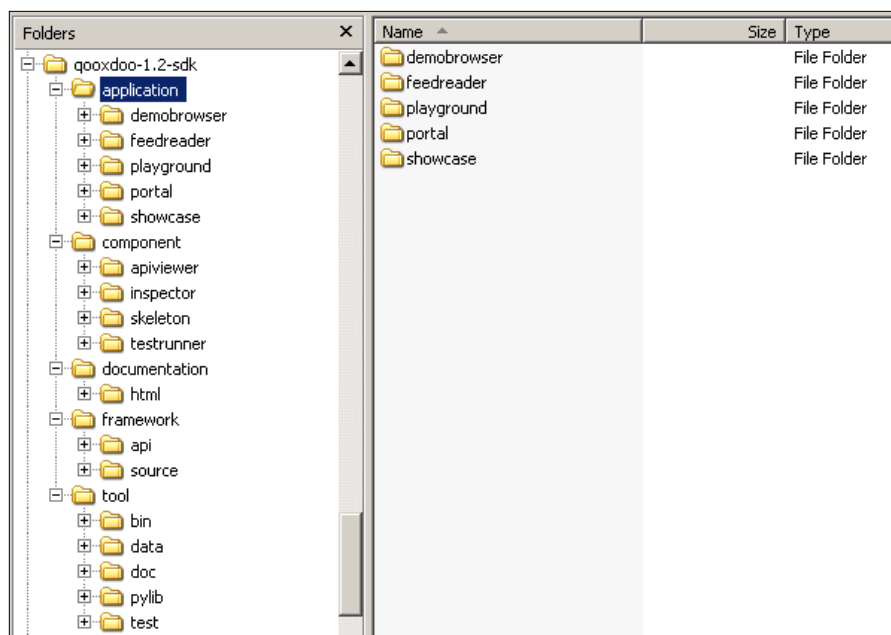 Folders
qooxdoo-1.2-sdk
application
demobrowser
feedreader
playground
portal
showcase
component
apiviewer
inspector
skeleton
testrunner
documentation
html
framework
api
source
tool
bin
data
doc
pylib
test
Name Size Type
demobrowser File Folder
feedreader File Folder
playground File Folder
portal File Folder
showcase File Folder